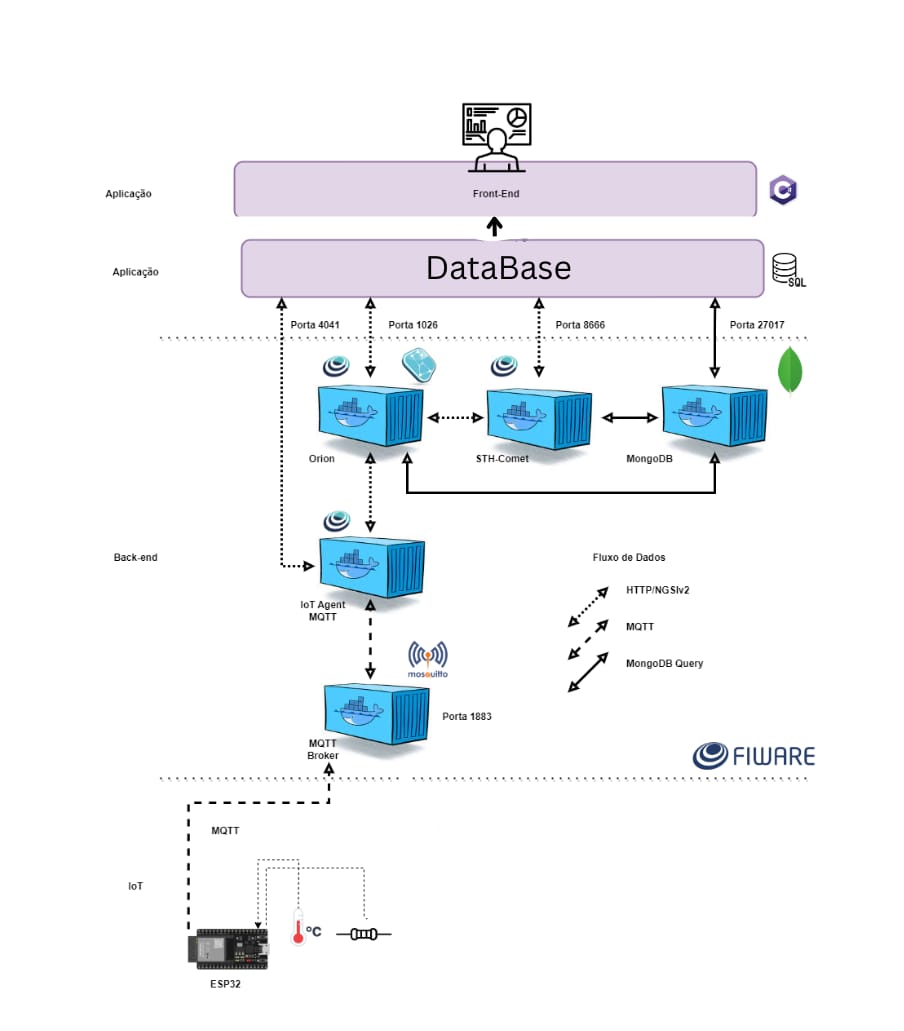 Aplicação
Front-End
C#
Aplicação
DataBase
SQL
Porta 4041
Porta 1026
Porta 8666
Porta 27017
Orion
STH-Comet
MongoDB
Back-end
Fluxo de Dados
HTTP/NGSIv2
IoT Agent
MQTT
MQTT
MongoDB Query
mosquitto
Porta 1883
MQTT
Broker
FIWARE
MQTT
IoT
°C
ESP32